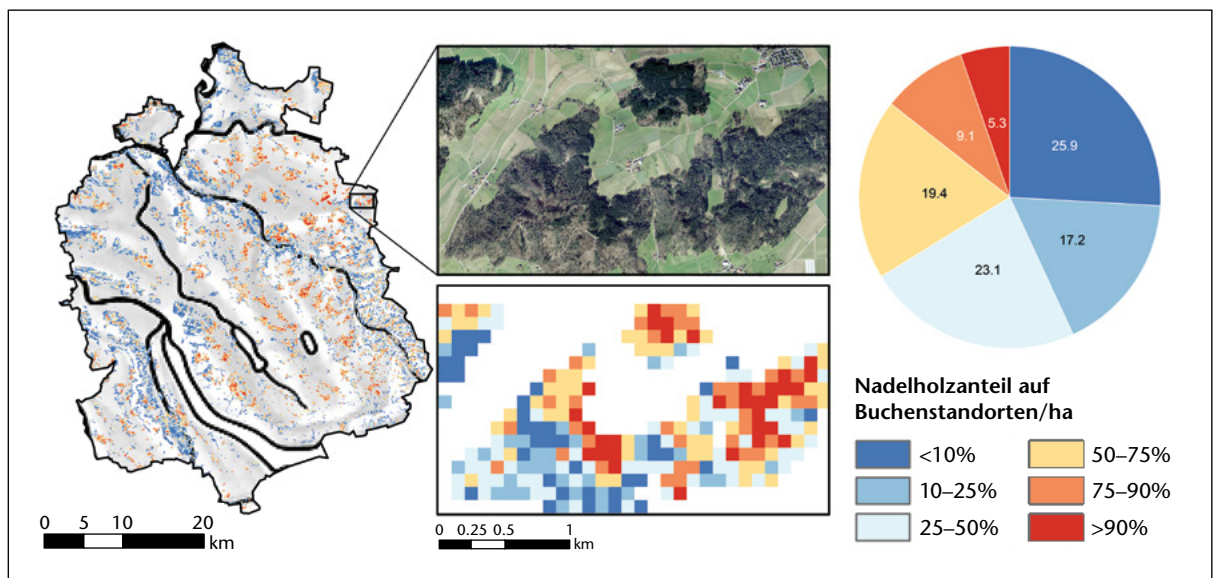 0 5 10 20
km
0 0.25 0.5 1
km
25.9
17.2
23.1
19.4
9.1
5.3
Nadelholzanteil auf
Buchenstandorten/ha
<10%
10–25%
25–50%
50–75%
75–90%
>90%